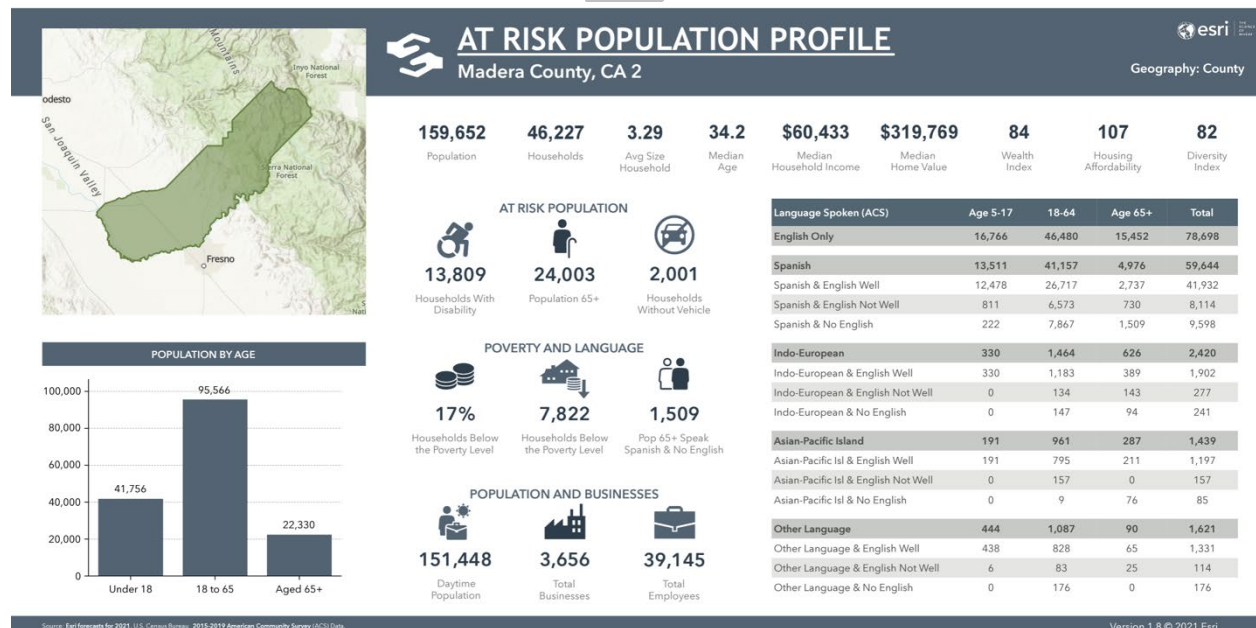 AT RISK POPULATION PROFILE
Madera County, CA 2
esri
Geography: County
Mountains
Inyo National
Forest
odesto
San Joaquin Valley
erra National
Forest
Fresno
S
Nati
159,652
Population
46,227
Households
3.29
Avg Size
Household
34.2
Median
Age
$60,433
Median
Household Income
$319,769
Median
Home Value
84
Wealth
Index
107
Housing
Affordability
82
Diversity
Index
AT RISK POPULATION
13,809
Households With
Disability
24,003
Population 65+
2,001
Households
Without Vehicle
POVERTY AND LANGUAGE
17%
Households Below
the Poverty Level
7,822
Households Below
the Poverty Level
1,509
Pop 65+ Speak
Spanish & No English
POPULATION AND BUSINESSES
151,448
Daytime
Population
3,656
Total
Businesses
39,145
Total
Employees
POPULATION BY AGE
100,000
80,000
60,000
40,000
20,000
0
41,756
95,566
22,330
Under 18
18 to 65
Aged 65+
Language Spoken (ACS) Age 5-17 18-64 Age 65+ Total
English Only 16,766 46,480 15,452 78,698
Spanish 13,511 41,157 4,976 59,644
Spanish & English Well 12,478 26,717 2,737 41,932
Spanish & English Not Well 811 6,573 730 8,114
Spanish & No English 222 7,867 1,509 9,598
Indo-European 330 1,464 626 2,420
Indo-European & English Well 330 1,183 389 1,902
Indo-European & English Not Well 0 134 143 277
Indo-European & No English 0 147 94 241
Asian-Pacific Island 191 961 287 1,439
Asian-Pacific Isl & English Well 191 795 211 1,197
Asian-Pacific Isl & English Not Well 0 157 0 157
Asian-Pacific Isl & No English 0 9 76 85
Other Language 444 1,087 90 1,621
Other Language & English Well 438 828 65 1,331
Other Language & English Not Well 6 83 25 114
Other Language & No English 0 176 0 176
Source: Esri forecasts for 2021, U.S. Census Bureau, 2015-2019 American Community Survey (ACS) Data.
Version 1.8 © 2021 Esri